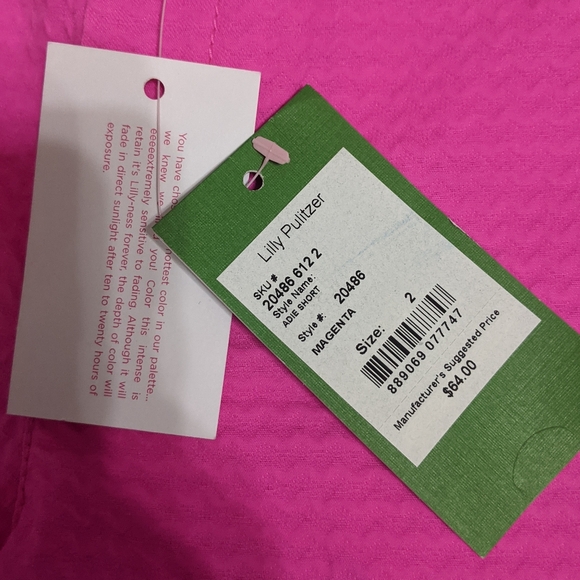 You have cho ottest color in our palette...
we knew we you! Color this intense is
eeeeextremely sensitive to fading. Although it will
retain it's Lilly-ness forever, the depth of color will
fade in direct sunlight after ten to twenty hours of
exposure.
Lilly Pulitzer
SKU #
20486 612 2
Style Name:
ADIE SHORT
Style #: 20486
MAGENTA
Size: 2
889069 077747
Manufacturer's Suggested Price
$64.00